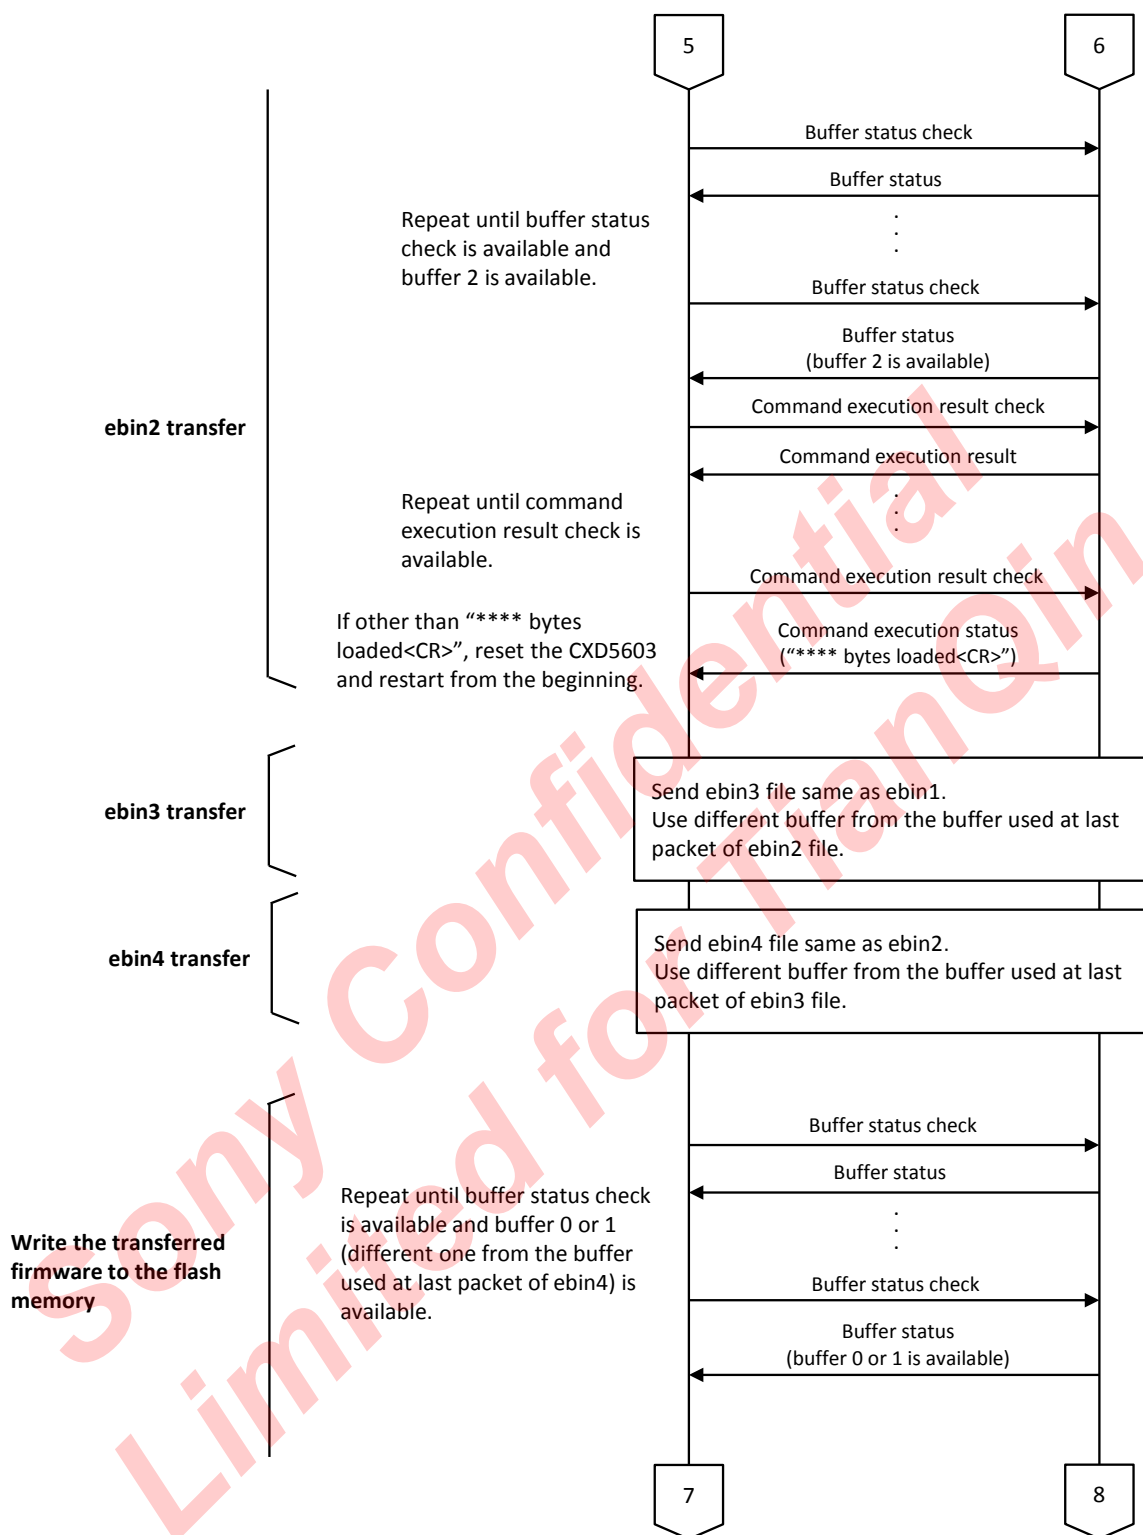 5
6
Buffer status check
Buffer status
Repeat until buffer status
check is available and
buffer 2 is available.
.
.
.
Buffer status check
Buffer status
(buffer 2 is available)
ebin2 transfer
Command execution result check
Command execution result
Repeat until command
execution result check is
available.
.
.
.
Command execution result check
If other than “**** bytes
loaded<CR>”, reset the CXD5603
and restart from the beginning.
Command execution status
(“**** bytes loaded<CR>”)
ebin3 transfer
Send ebin3 file same as ebin1.
Use different buffer from the buffer used at last
packet of ebin2 file.
ebin4 transfer
Send ebin4 file same as ebin2.
Use different buffer from the buffer used at last
packet of ebin3 file.
Buffer status check
Buffer status
Write the transferred
firmware to the flash
memory
Repeat until buffer status check
is available and buffer 0 or 1
(different one from the buffer
used at last packet of ebin4) is
available.
.
.
.
Buffer status check
Buffer status
(buffer 0 or 1 is available)
7
8
Sony Confidential
Limited for TianQin